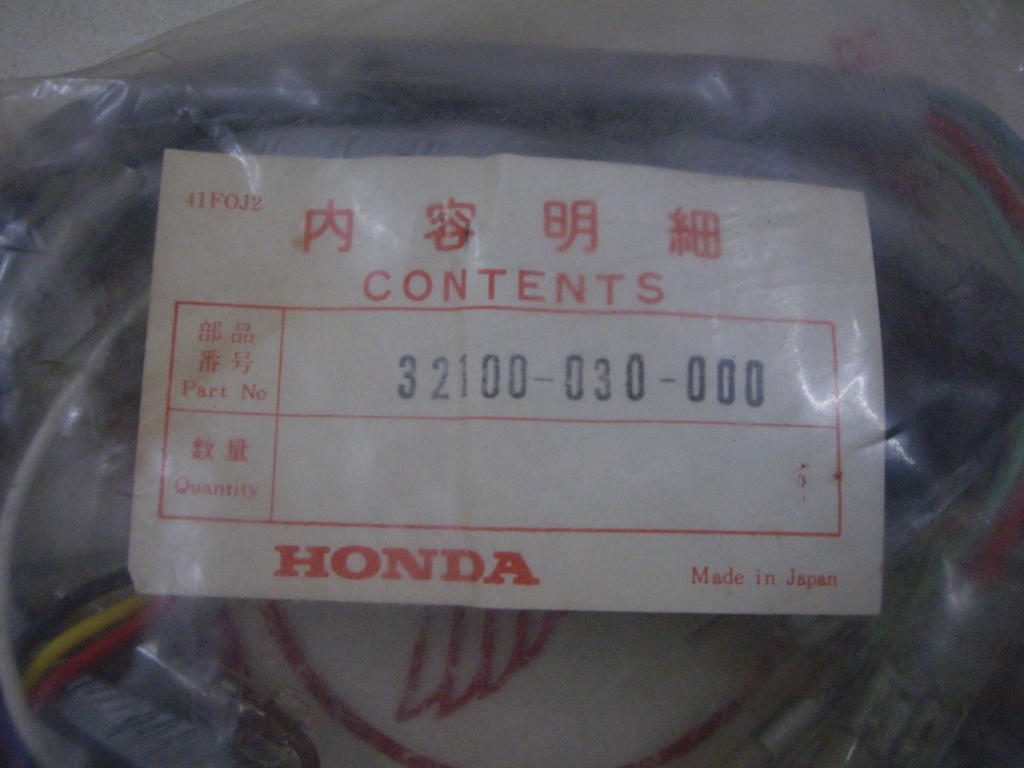 41FOJ2
内容明細
CONTENTS
部品
番号
Part No
32100-030-000
数量
Quantity
HONDA
Made in Japan